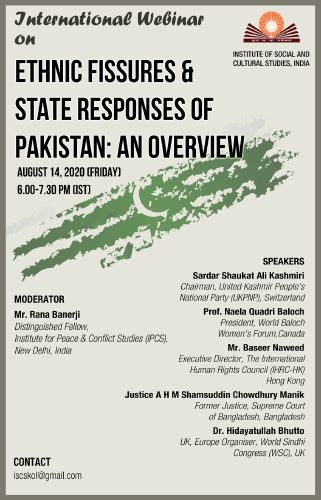 International Webinar
on
ETHNIC FISSURES &
STATE RESPONSES OF
PAKISTAN: AN OVERVIEW
AUGUST 14, 2020 (FRIDAY)
6.00-7.30 PM (IST)
INSTITUTE OF SOCIAL AND
CULTURAL STUDIES, INDIA
MODERATOR
Mr. Rana Banerji
Distinguished Fellow,
Institute for Peace & Conflict Studies (IPCS),
New Delhi, India
SPEAKERS
Sardar Shaukat Ali Kashmiri
Chairman, United Kashmir People's
National Party (UKPNP), Switzerland
Prof. Naela Quadri Baloch
President, World Baloch
Women's Forum,Canada
Mr. Baseer Naweed
Executive Director, The International
Human Rights Council (IHRC-HK)
Hong Kong
Justice A H M Shamsuddin Chowdhury Manik
Former Justice, Supreme Court
of Bangladesh, Bangladesh
Dr. Hidayatullah Bhutto
UK, Europe Organiser, World Sindhi
Congress (WSC), UK
CONTACT
iscskol@gmail.com